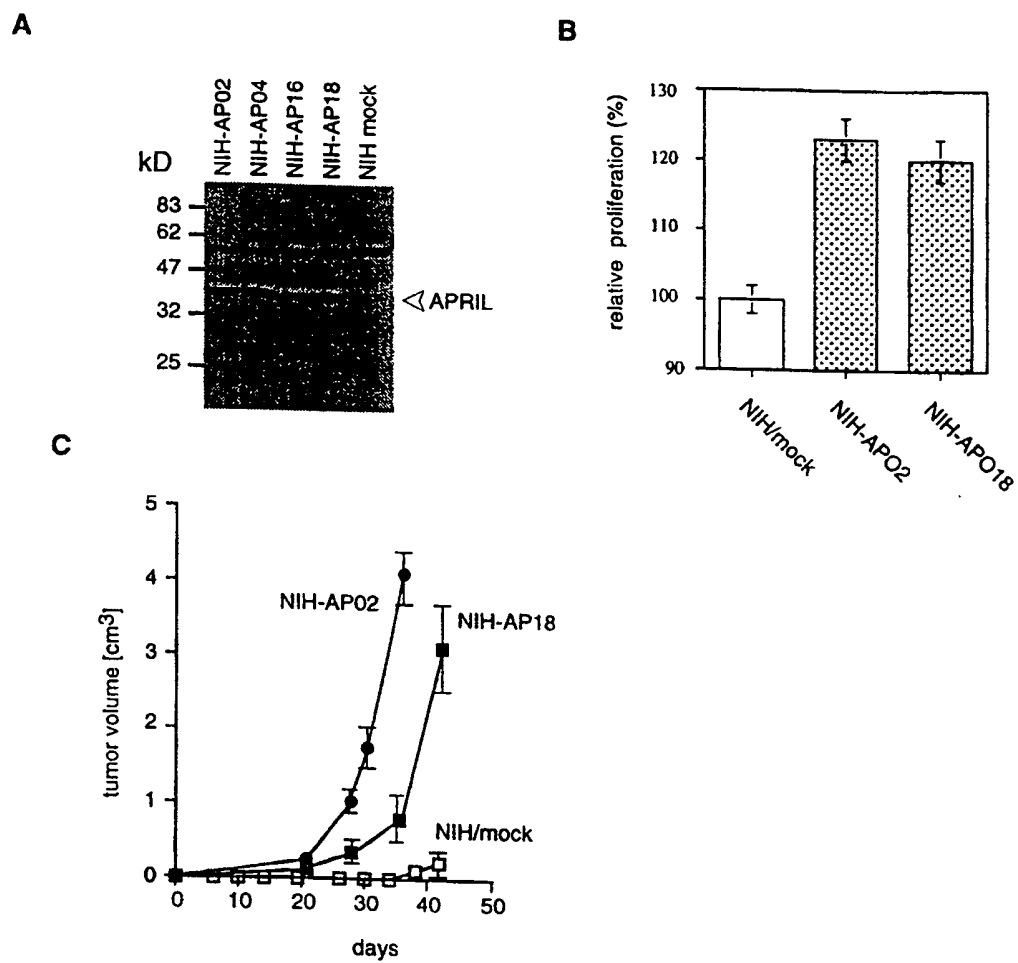 A
NIH-AP02
NIH-AP04
NIH-AP16
NIH-AP18
NIH mock
kD
83
62
47
32
25
APRIL
B
relative proliferation (%)
130
120
110
100
90
NIH/mock
NIH-APO2
NIH-APO18
C
tumor volume [cm3]
5
4
3
2
1
0
NIH-AP02
NIH-AP18
NIH/mock
0 10 20 30 40 50
days